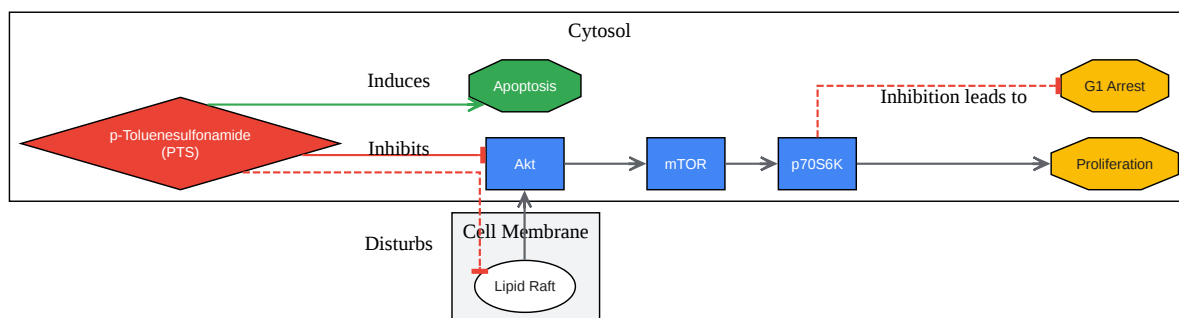 Cytosol
Induces
Apoptosis
Inhibition leads to
G1 Arrest
p-Toluenesulfonamide
(PTS)
Inhibits
Akt
mTOR
p70S6K
Proliferation
Disturbs
Cell Membrane
Lipid Raft